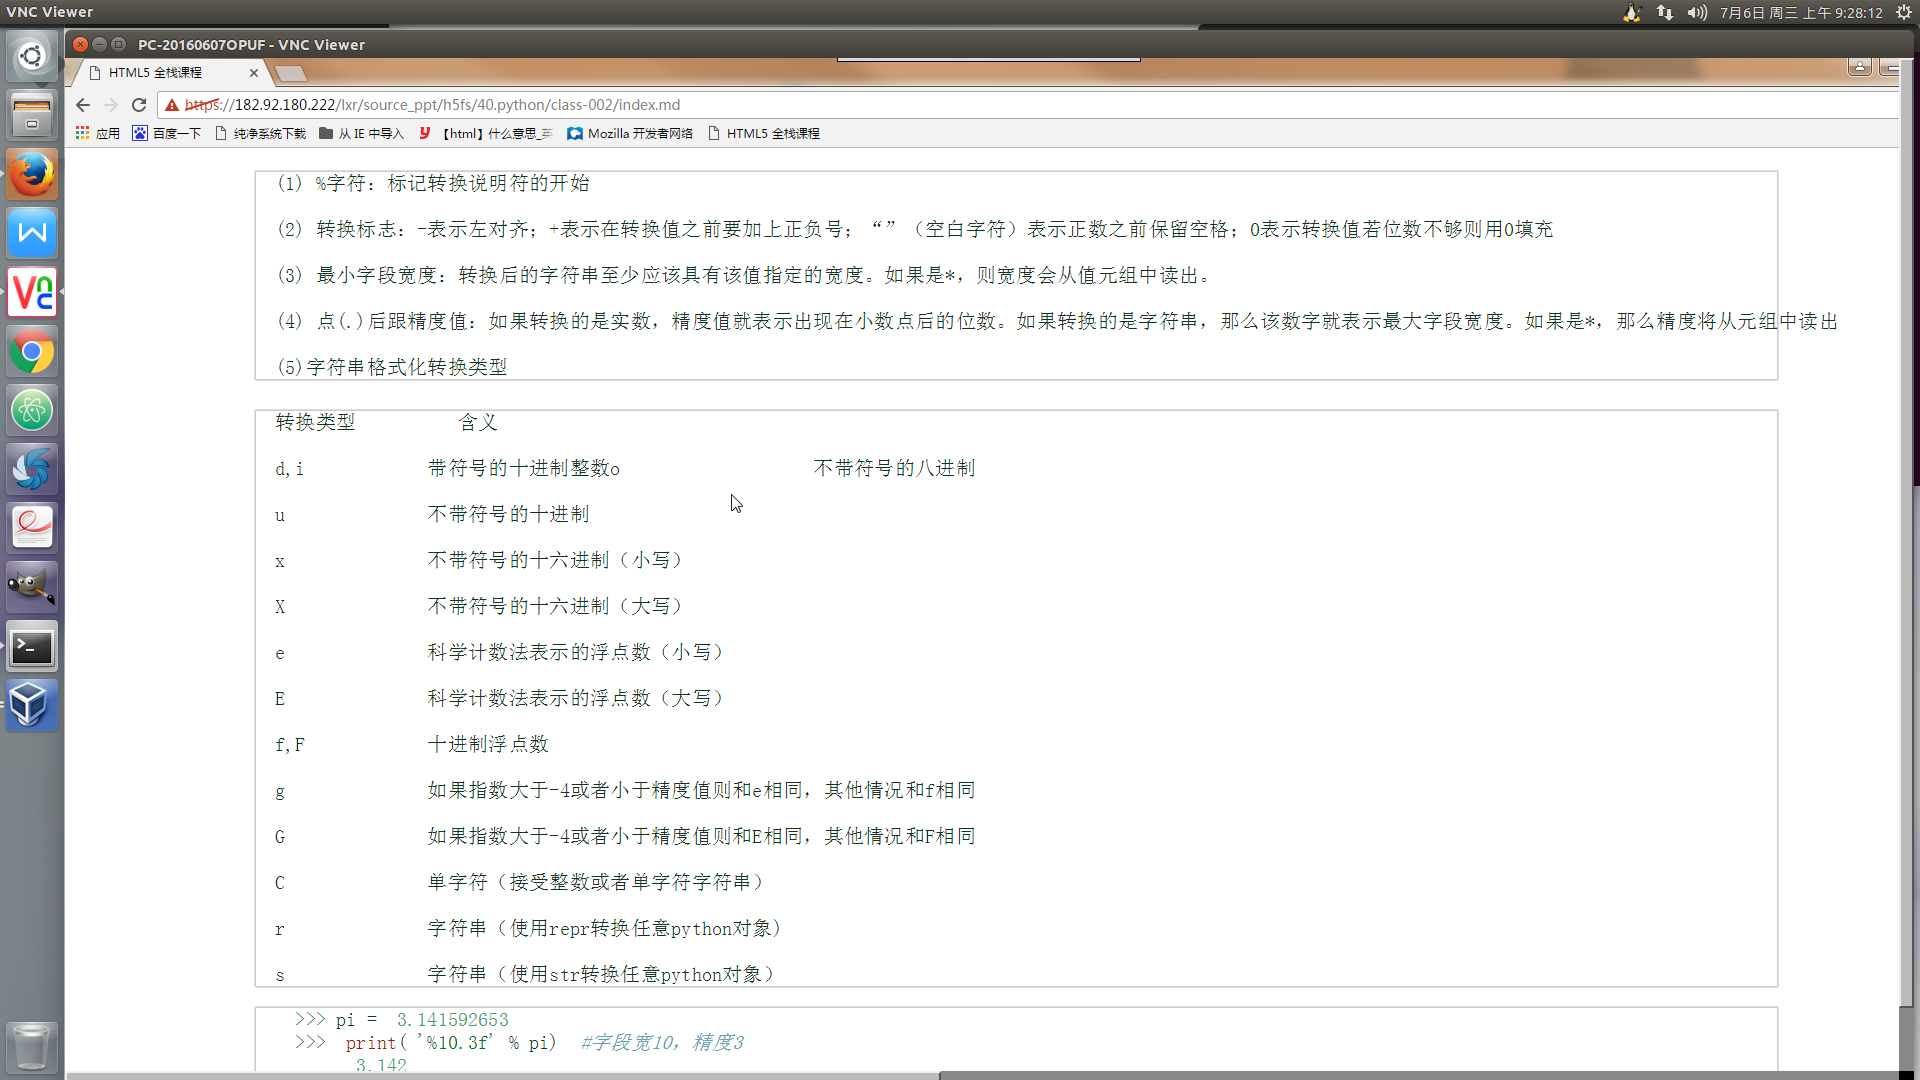 VNC Viewer
7月6日 周三 上午 9:28:12
PC-20160607OPUF - VNC Viewer
HTML5 全栈课程
https://182.92.180.222/lxr/source_ppt/h5fs/40.python/class-002/index.md
应用 百度一下 纯净系统下载 从 IE 中导入 【html】什么意思_英 Mozilla 开发者网络 HTML5 全栈课程
(1) %字符：标记转换说明符的开始
(2) 转换标志：-表示左对齐；+表示在转换值之前要加上正负号；“”（空白字符）表示正数之前保留空格；0表示转换值若位数不够则用0填充
(3) 最小字段宽度：转换后的字符串至少应该具有该值指定的宽度。如果是*，则宽度会从值元组中读出。
(4) 点(.)后跟精度值：如果转换的是实数，精度值就表示出现在小数点后的位数。如果转换的是字符串，那么该数字就表示最大字段宽度。如果是*，那么精度将从元组中读出
(5)字符串格式化转换类型
转换类型 含义
d,i 带符号的十进制整数o 不带符号的八进制
u 不带符号的十进制
x 不带符号的十六进制（小写）
X 不带符号的十六进制（大写）
e 科学计数法表示的浮点数（小写）
E 科学计数法表示的浮点数（大写）
f,F 十进制浮点数
g 如果指数大于-4或者小于精度值则和e相同，其他情况和f相同
G 如果指数大于-4或者小于精度值则和E相同，其他情况和F相同
C 单字符（接受整数或者单字符字符串）
r 字符串（使用repr转换任意python对象)
s 字符串（使用str转换任意python对象）
>>> pi = 3.141592653
>>> print( '%10.3f' % pi) #字段宽10，精度3
3.142